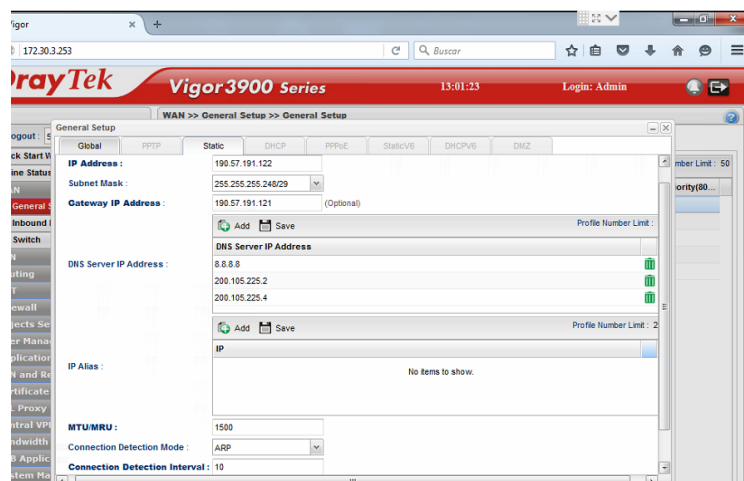 Vigor
172.30.3.253
Buscar
DrayTek Vigor3900 Series 13:01:23 Login: Admin
WAN >> General Setup >> General Setup
General Setup
Global PPTP Static DHCP PPPoE StaticV6 DHCPV6 DMZ
IP Address : 190.57.191.122
Subnet Mask : 255.255.255.248/29
Gateway IP Address : 190.57.191.121 (Optional)
Add Save Profile Number Limit :
DNS Server IP Address
DNS Server IP Address : 8.8.8.8
200.105.225.2
200.105.225.4
Add Save Profile Number Limit : 2
IP
IP Alias : No items to show.
MTU/MRU : 1500
Connection Detection Mode : ARP
Connection Detection Interval : 10
ogout :
ck Start W
ine Status
AN
General S
Inbound
Switch
N
uting
T
ewall
jects Se
er Mana
plication
N and Re
rtificate
L Proxy
ntral VP
ndwidth
B Applic
stem Ma
mber Limit : 50
iority(80...